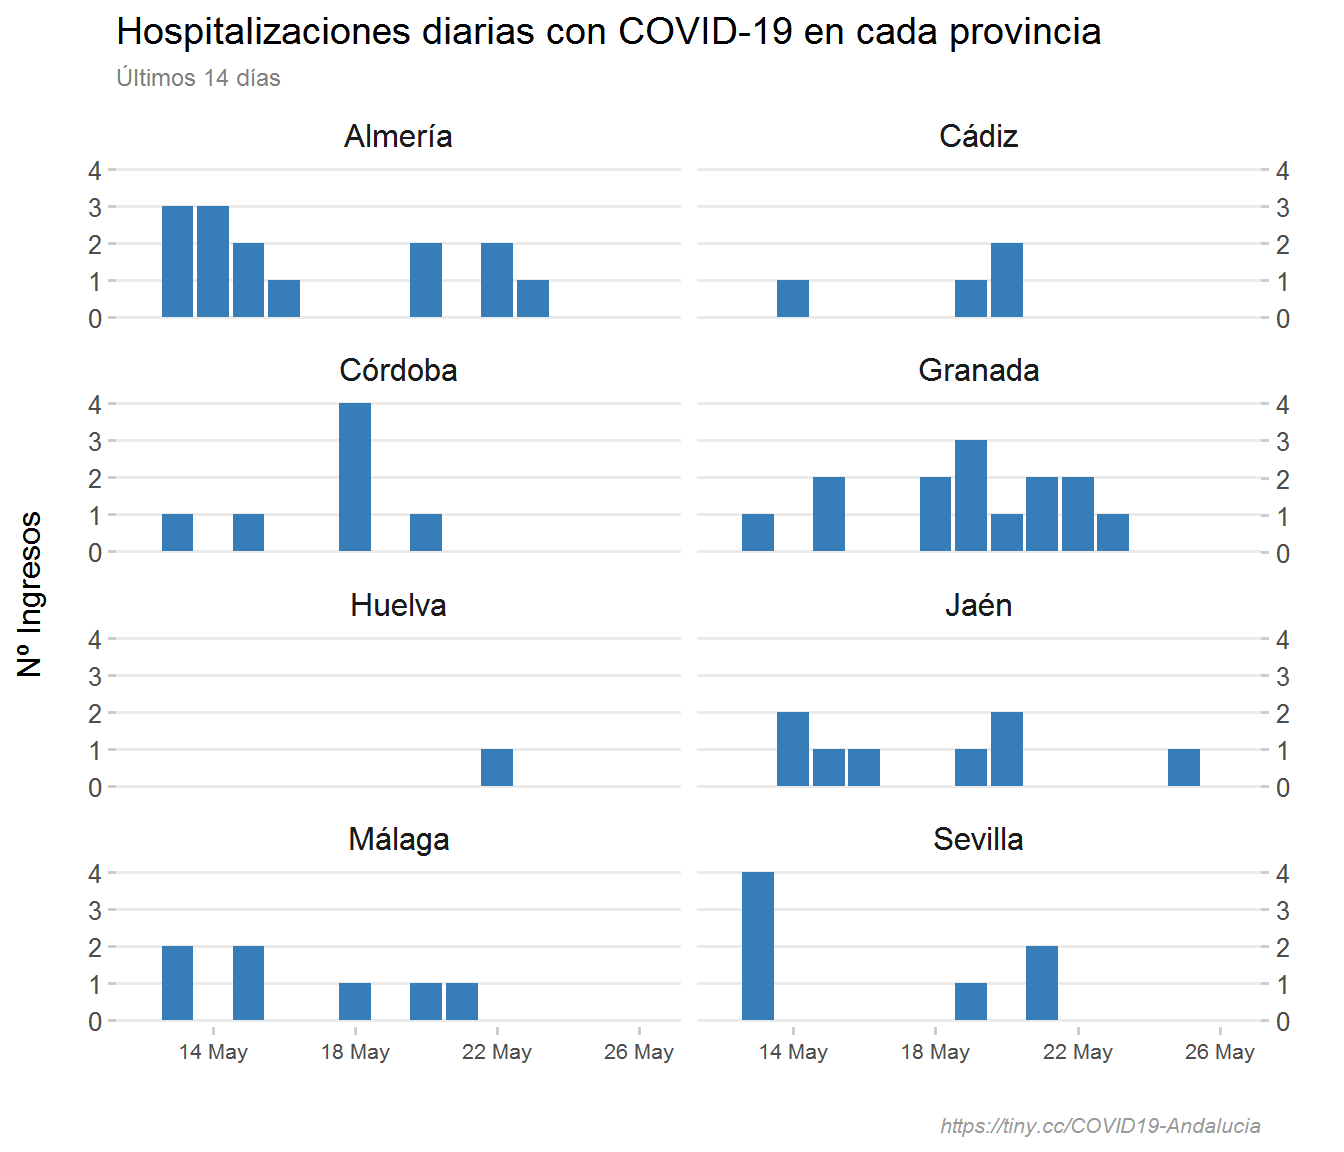 Hospitalizaciones diarias con COVID-19 en cada provincia
Últimos 14 días
Almería
Cádiz
4
3
2
1
0
4
3
2
1
0
Córdoba
Granada
4
3
2
1
0
4
3
2
1
0
Nº Ingresos
Huelva
Jaén
4
3
2
1
0
4
3
2
1
0
Málaga
Sevilla
4
3
2
1
0
4
3
2
1
0
14 May 18 May 22 May 26 May
14 May 18 May 22 May 26 May
https://tiny.cc/COVID19-Andalucia